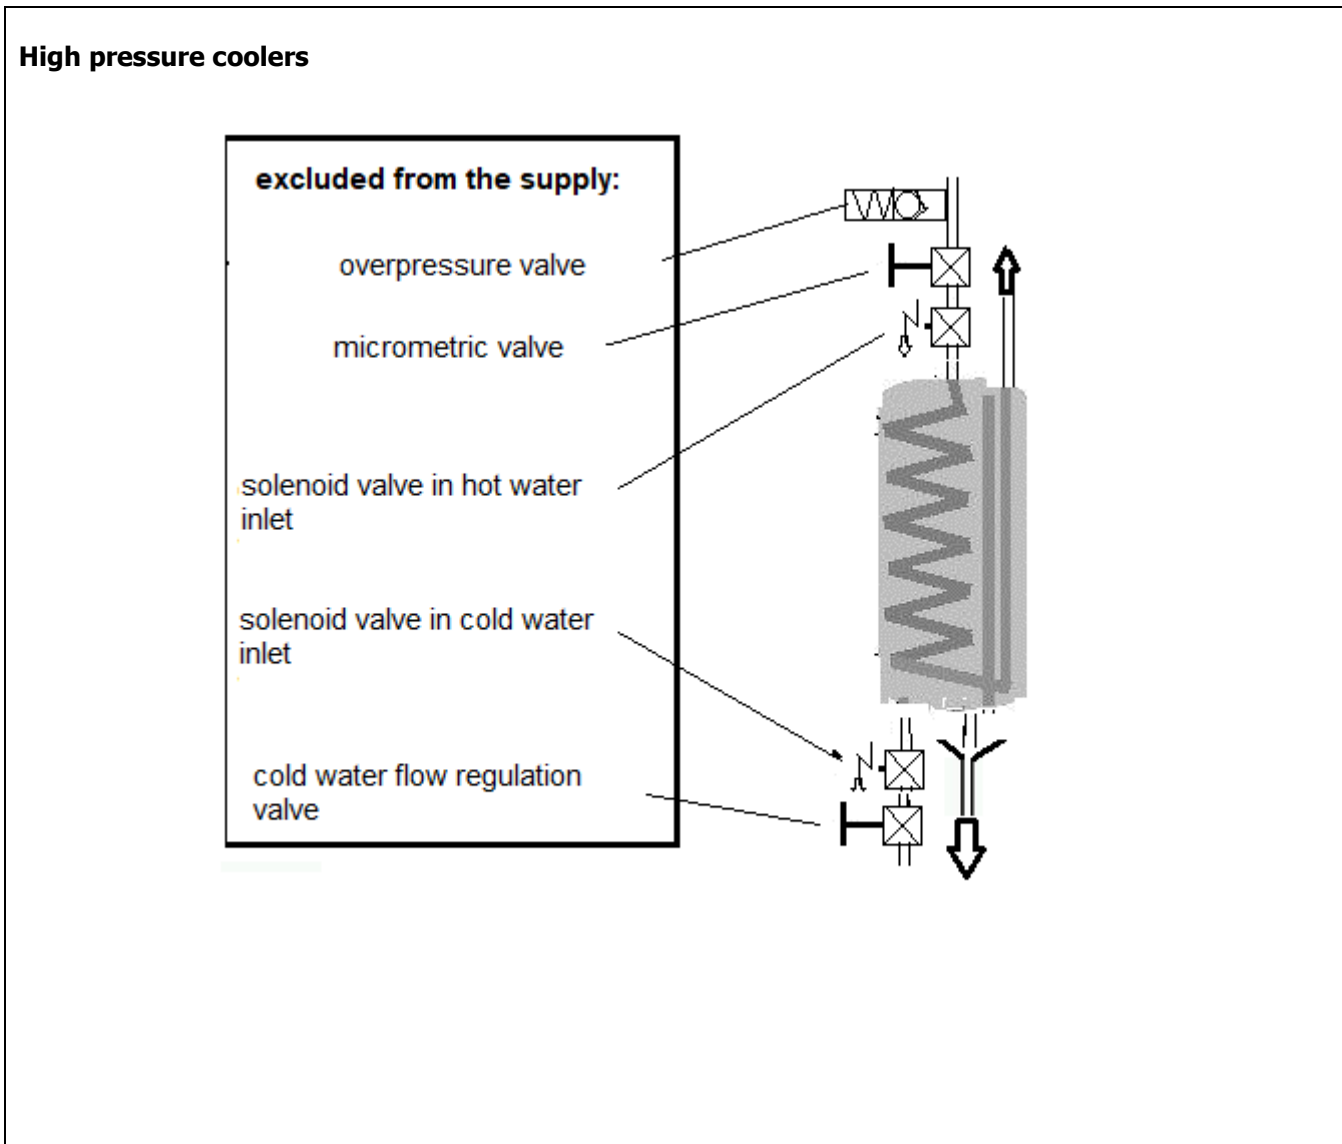 High pressure coolers
excluded from the supply:
overpressure valve
micrometric valve
solenoid valve in hot water
inlet
solenoid valve in cold water
inlet
cold water flow regulation
valve